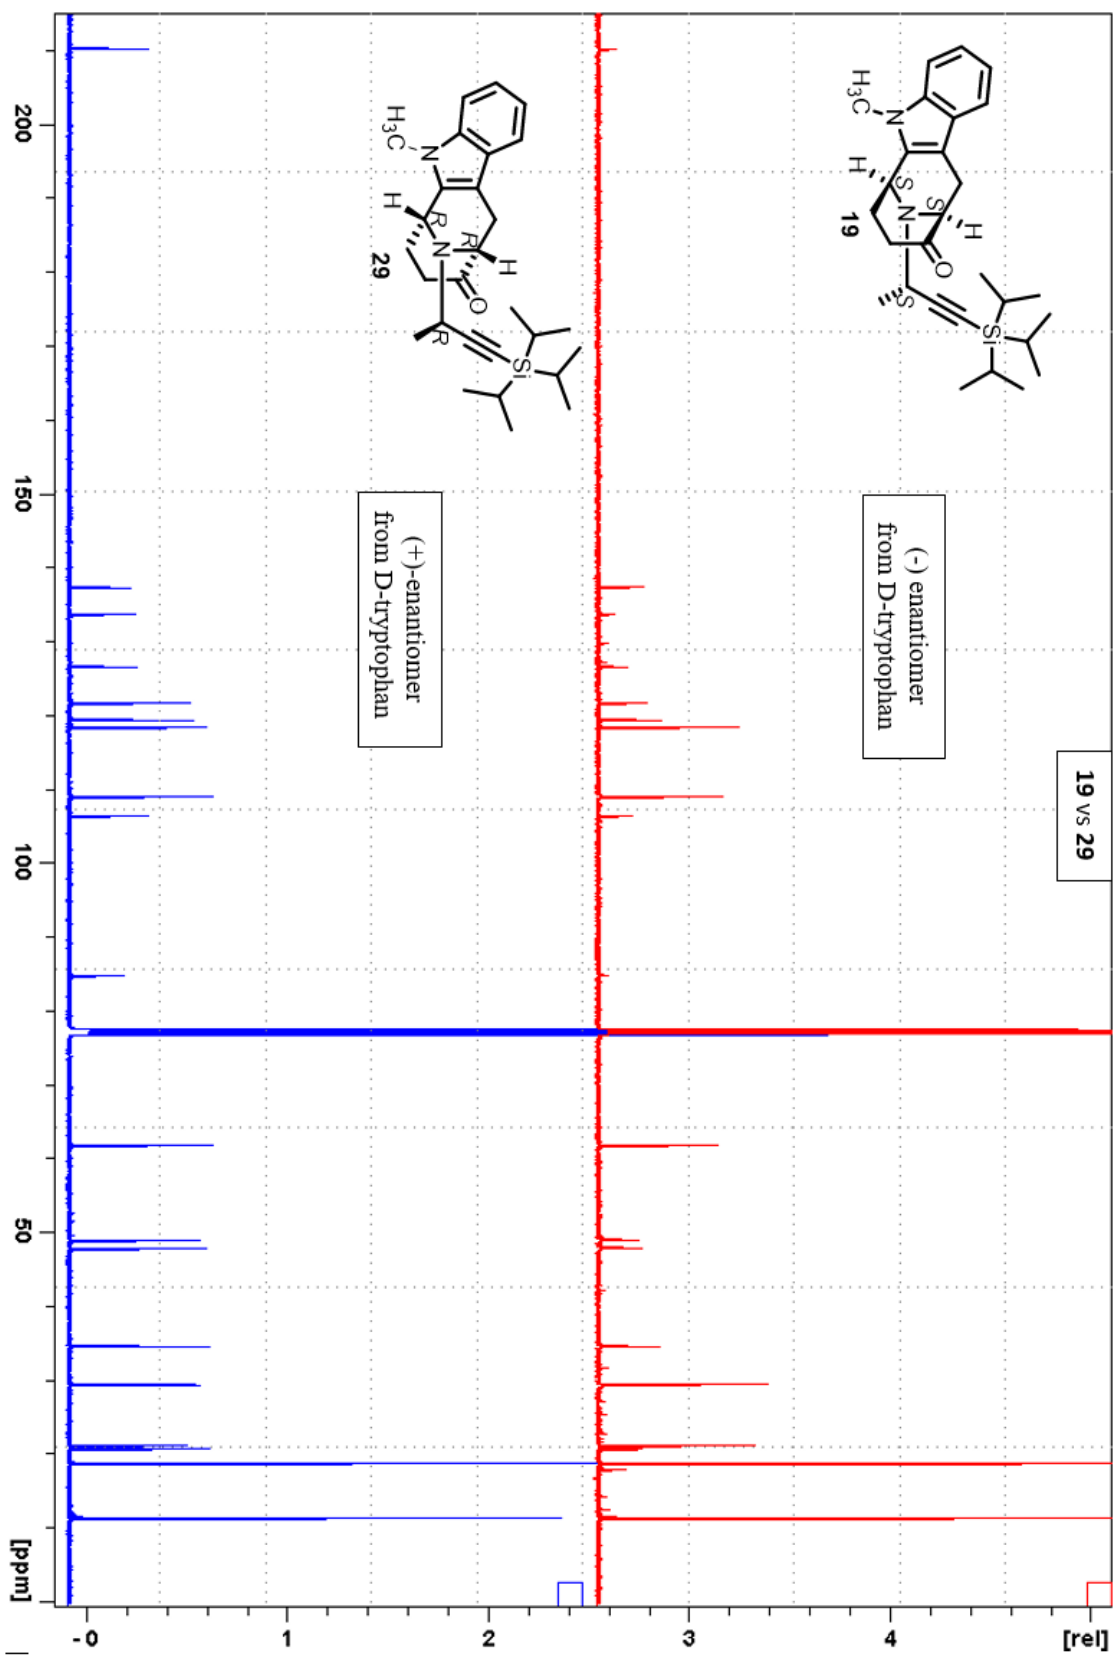 19 vs 29
[rel]
4
3
2
1
- 0
H
O
S
Si
S
S
N
N
H₃C
H
19
(-) enantiomer
from D-tryptophan
H
O
R
Si
R
R
N
N
H₃C
H
29
(+)-enantiomer
from D-tryptophan
200
150
100
50
[ppm]